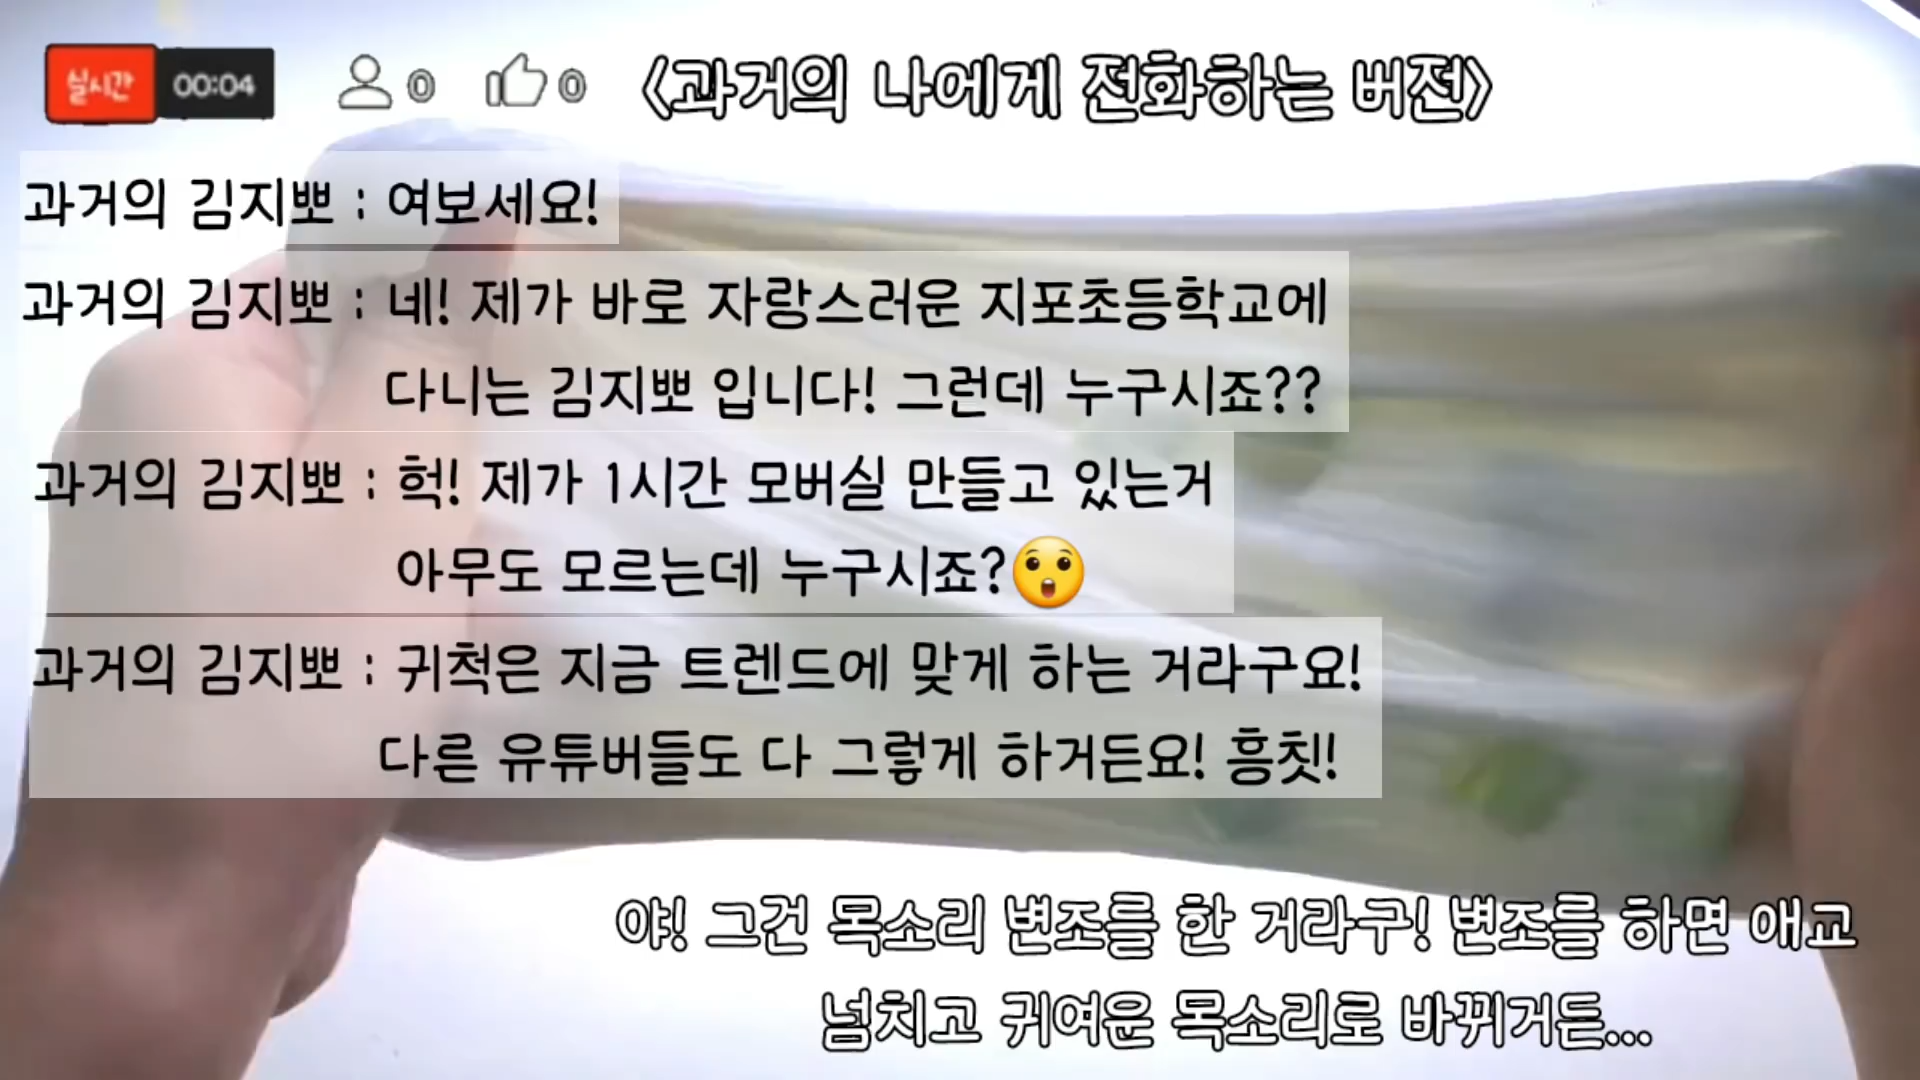 실시간 00:04 0 0 <과거의 나에게 전화하는 버전>
과거의 김지뽀 : 여보세요!
과거의 김지뽀 : 네! 제가 바로 자랑스러운 지포초등학교에
다니는 김지뽀 입니다! 그런데 누구시죠??
과거의 김지뽀 : 헉! 제가 1시간 모버실 만들고 있는거
아무도 모르는데 누구시죠?😲
과거의 김지뽀 : 귀척은 지금 트렌드에 맞게 하는 거라구요!
다른 유튜버들도 다 그렇게 하거든요! 흥칫!
야! 그건 목소리 변조를 한 거라구! 변조를 하면 애교
넘치고 귀여운 목소리로 바뀌거든...